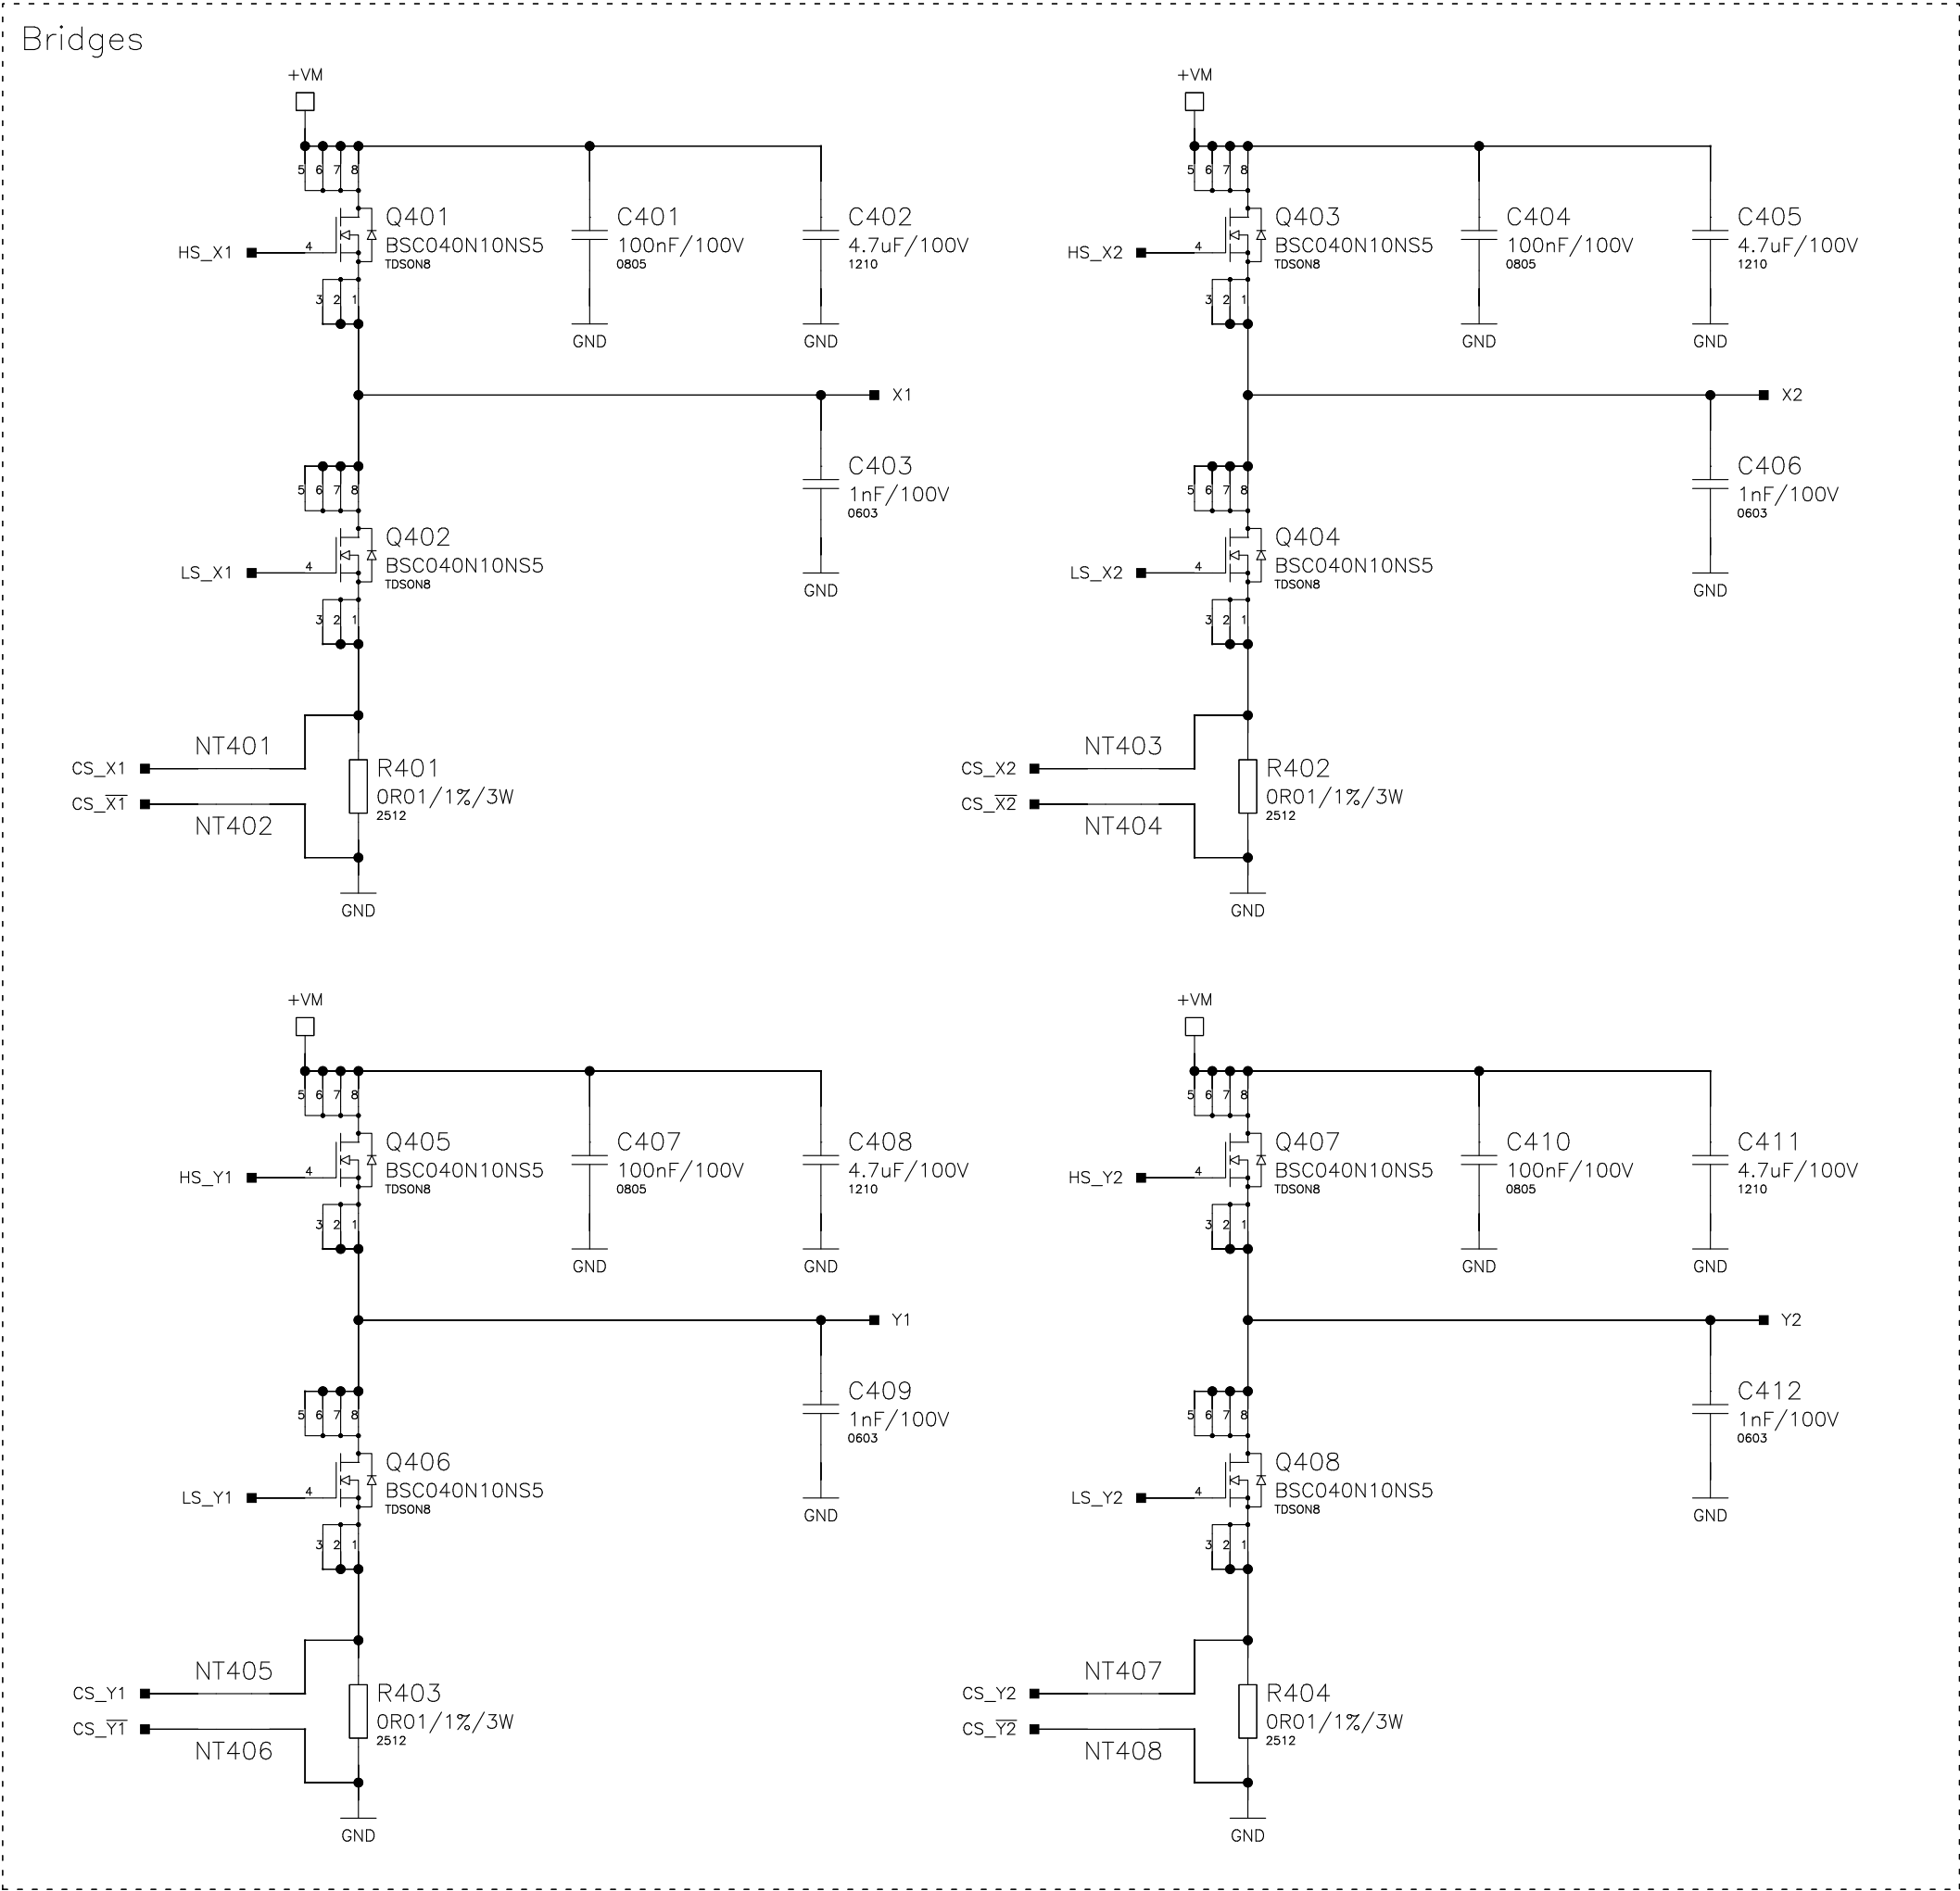 Bridges
+VM
5 6 7 8
Q401
BSC040N10NS5
TDSON8
HS_X1
4
3 2 1
C401
100nF/100V
0805
GND
C402
4.7uF/100V
1210
GND
X1
C403
1nF/100V
0603
GND
5 6 7 8
Q402
BSC040N10NS5
TDSON8
LS_X1
4
3 2 1
NT401
CS_X1
CS_X̅1̅
NT402
R401
0R01/1%/3W
2512
GND
+VM
5 6 7 8
Q403
BSC040N10NS5
TDSON8
HS_X2
4
3 2 1
C404
100nF/100V
0805
GND
C405
4.7uF/100V
1210
GND
X2
C406
1nF/100V
0603
GND
5 6 7 8
Q404
BSC040N10NS5
TDSON8
LS_X2
4
3 2 1
NT403
CS_X2
CS_X̅2̅
NT404
R402
0R01/1%/3W
2512
GND
+VM
5 6 7 8
Q405
BSC040N10NS5
TDSON8
HS_Y1
4
3 2 1
C407
100nF/100V
0805
GND
C408
4.7uF/100V
1210
GND
Y1
C409
1nF/100V
0603
GND
5 6 7 8
Q406
BSC040N10NS5
TDSON8
LS_Y1
4
3 2 1
NT405
CS_Y1
CS_Y̅1̅
NT406
R403
0R01/1%/3W
2512
GND
+VM
5 6 7 8
Q407
BSC040N10NS5
TDSON8
HS_Y2
4
3 2 1
C410
100nF/100V
0805
GND
C411
4.7uF/100V
1210
GND
Y2
C412
1nF/100V
0603
GND
5 6 7 8
Q408
BSC040N10NS5
TDSON8
LS_Y2
4
3 2 1
NT407
CS_Y2
CS_Y̅2̅
NT408
R404
0R01/1%/3W
2512
GND